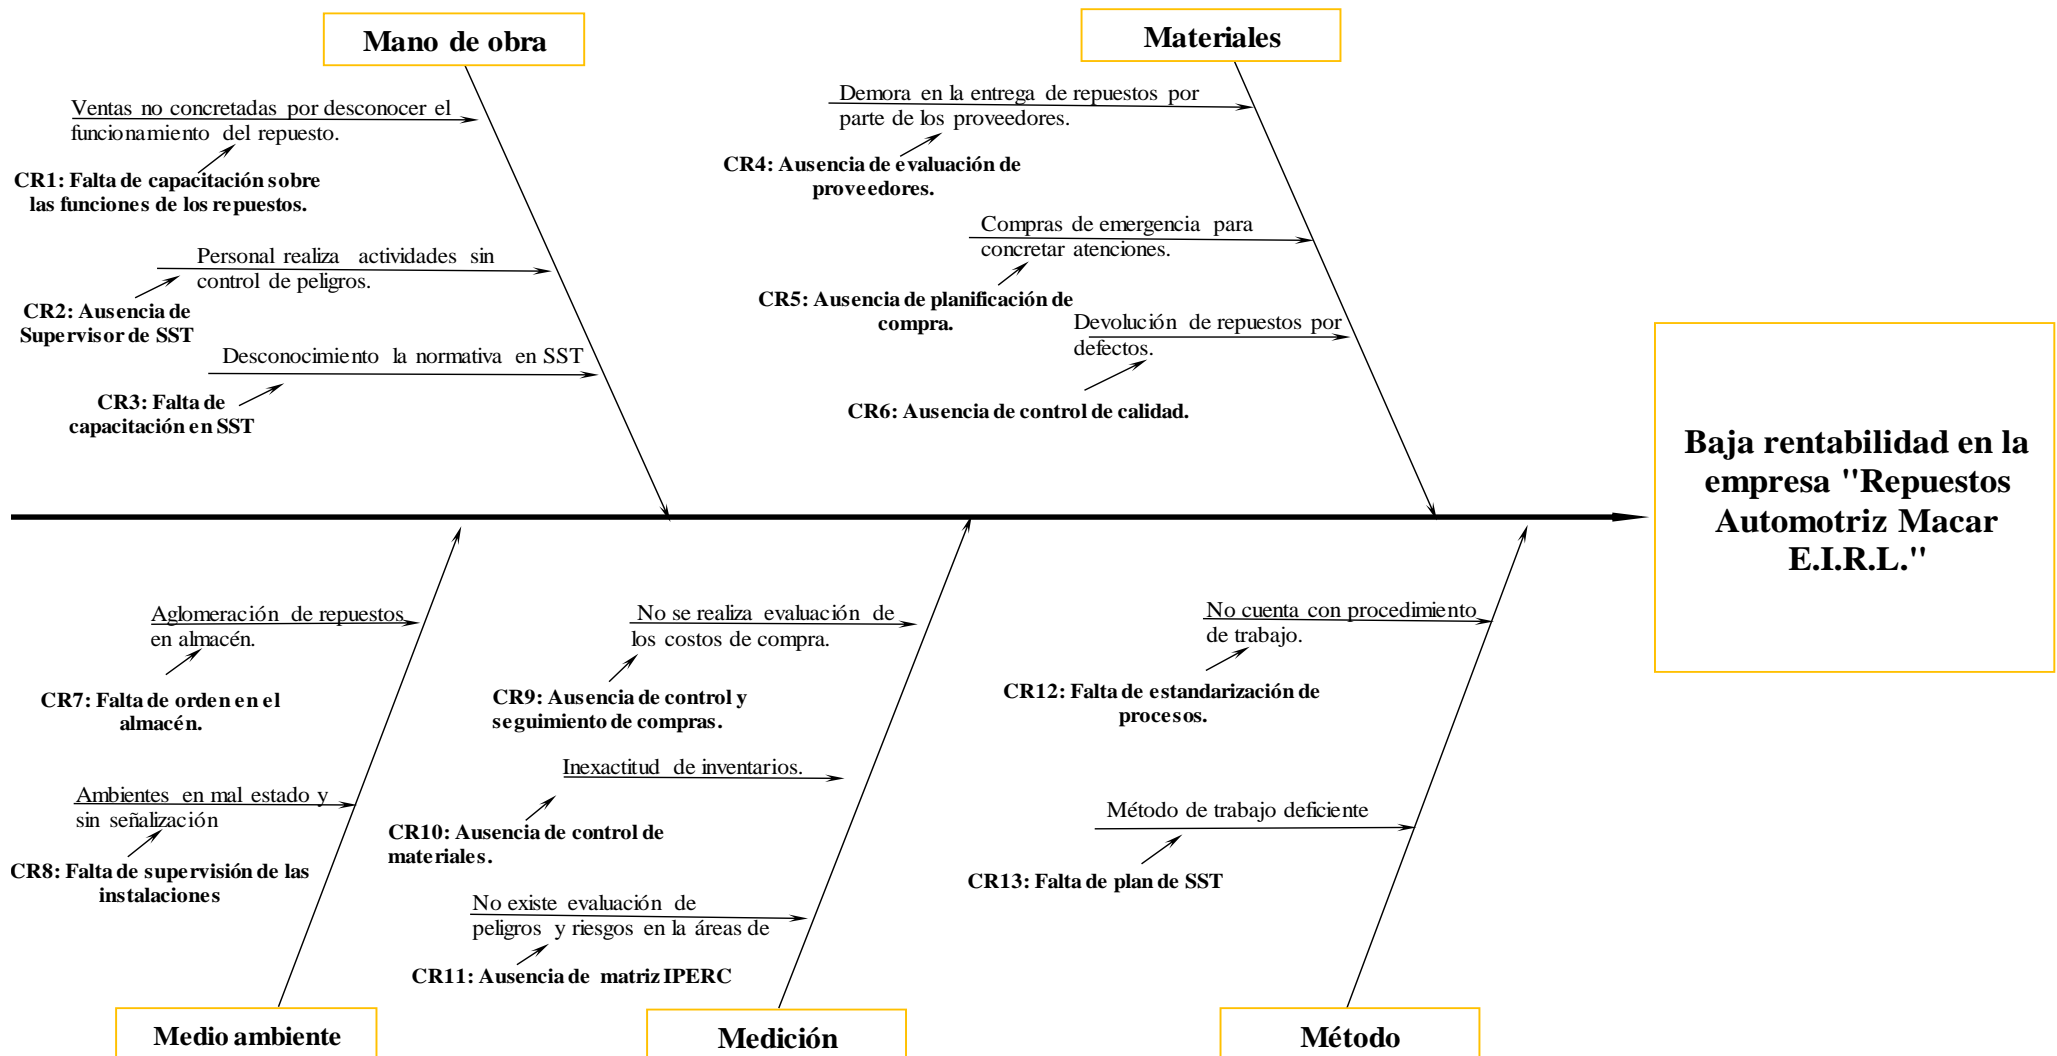 Mano de obra
Ventas no concretadas por desconocer el
funcionamiento del repuesto.
CR1: Falta de capacitación sobre
las funciones de los repuestos.
Personal realiza actividades sin
control de peligros.
CR2: Ausencia de
Supervisor de SST
Desconocimiento la normativa en SST
CR3: Falta de
capacitación en SST
Materiales
Demora en la entrega de repuestos por
parte de los proveedores.
CR4: Ausencia de evaluación de
proveedores.
Compras de emergencia para
concretar atenciones.
CR5: Ausencia de planificación de
compra.
Devolución de repuestos por
defectos.
CR6: Ausencia de control de calidad.
Baja rentabilidad en la
empresa "Repuestos
Automotriz Macar
E.I.R.L."
Aglomeración de repuestos
en almacén.
CR7: Falta de orden en el
almacén.
Ambientes en mal estado y
sin señalización
CR8: Falta de supervisión de las
instalaciones
Medio ambiente
No se realiza evaluación de
los costos de compra.
CR9: Ausencia de control y
seguimiento de compras.
Inexactitud de inventarios.
CR10: Ausencia de control de
materiales.
No existe evaluación de
peligros y riesgos en la áreas de
CR11: Ausencia de matriz IPERC
Medición
No cuenta con procedimiento
de trabajo.
CR12: Falta de estandarización de
procesos.
Método de trabajo deficiente
CR13: Falta de plan de SST
Método